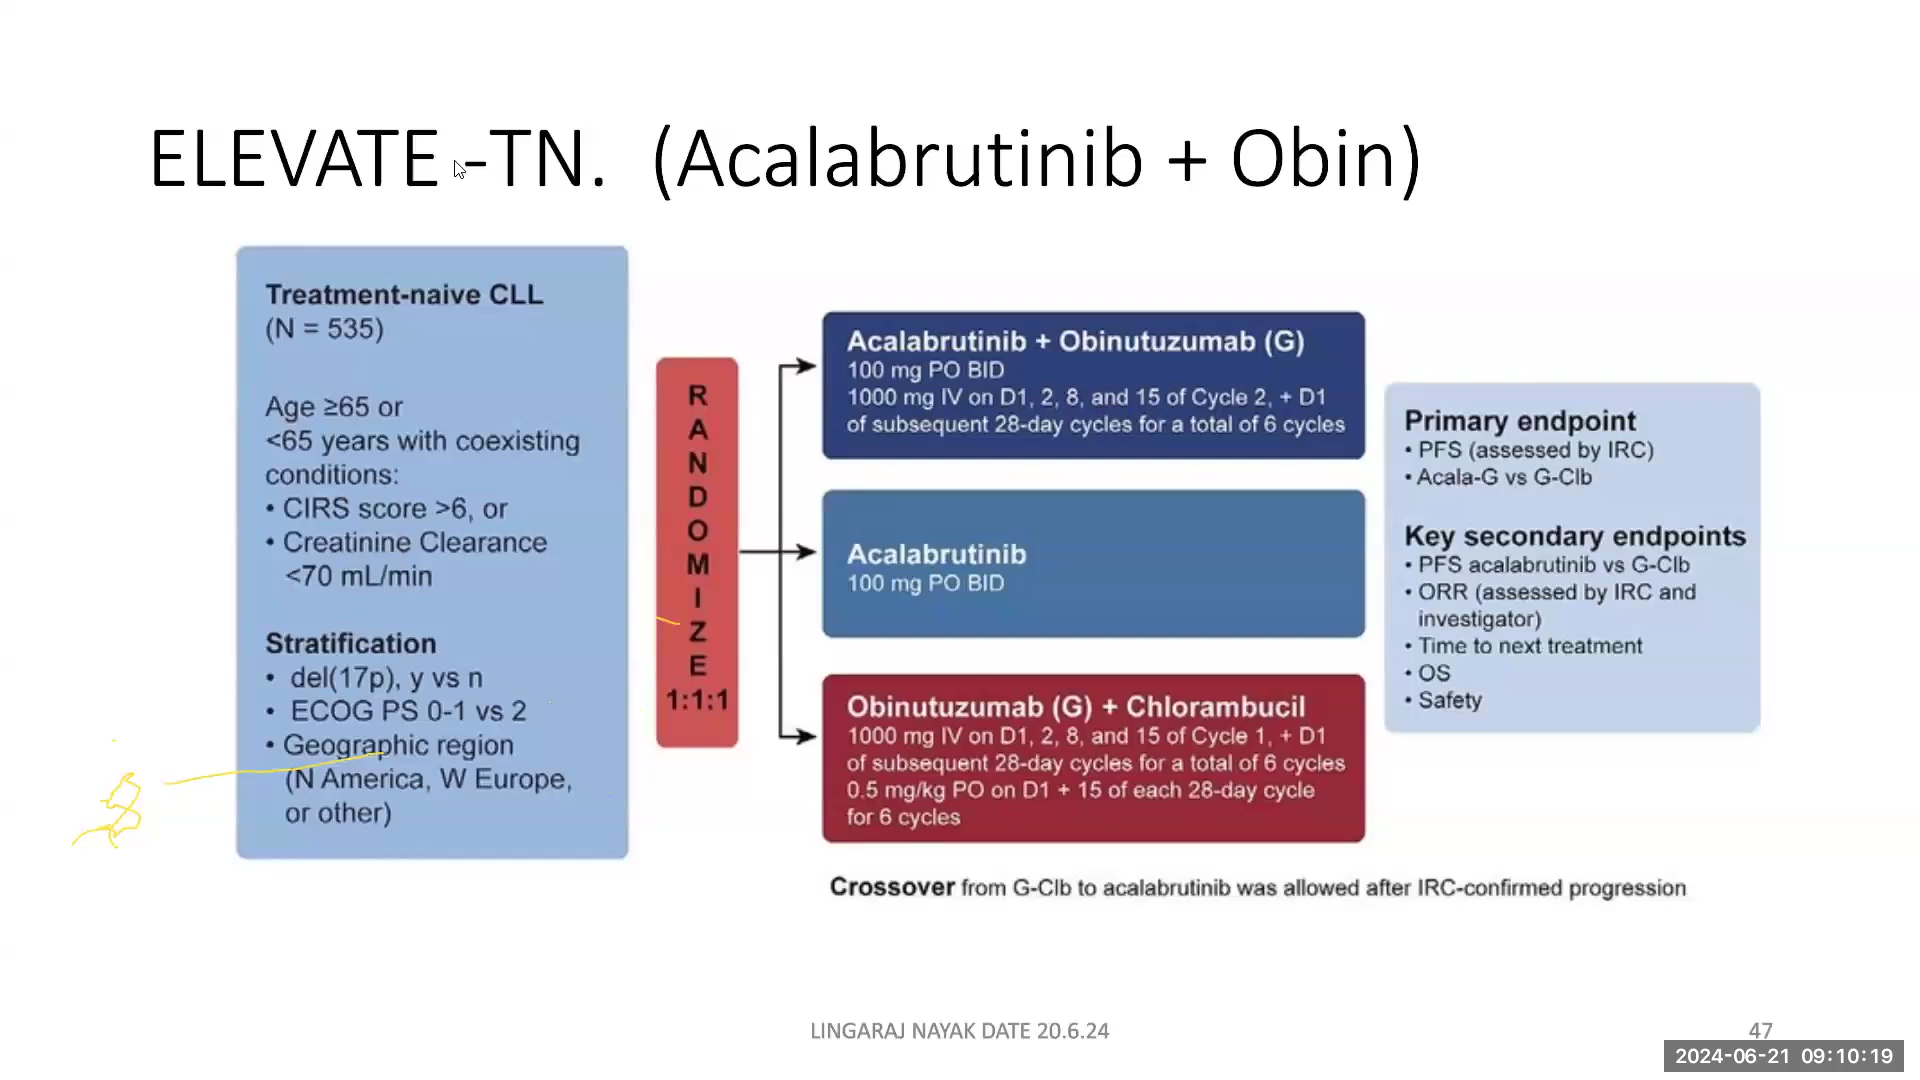 ELEVATE -TN. (Acalabrutinib + Obin)
Treatment-naive CLL
(N = 535)
Age ≥65 or
<65 years with coexisting
conditions:
• CIRS score >6, or
• Creatinine Clearance
<70 mL/min
Stratification
• del(17p), y vs n
• ECOG PS 0-1 vs 2
• Geographic region
(N America, W Europe,
or other)
RANDOMIZE
1:1:1
Acalabrutinib + Obinutuzumab (G)
100 mg PO BID
1000 mg IV on D1, 2, 8, and 15 of Cycle 2, + D1
of subsequent 28-day cycles for a total of 6 cycles
Acalabrutinib
100 mg PO BID
Obinutuzumab (G) + Chlorambucil
1000 mg IV on D1, 2, 8, and 15 of Cycle 1, + D1
of subsequent 28-day cycles for a total of 6 cycles
0.5 mg/kg PO on D1 + 15 of each 28-day cycle
for 6 cycles
Primary endpoint
• PFS (assessed by IRC)
• Acala-G vs G-Clb
Key secondary endpoints
• PFS acalabrutinib vs G-Clb
• ORR (assessed by IRC and
investigator)
• Time to next treatment
• OS
• Safety
Crossover from G-Clb to acalabrutinib was allowed after IRC-confirmed progression
LINGARAJ NAYAK DATE 20.6.24
47
2024-06-21 09:10:19